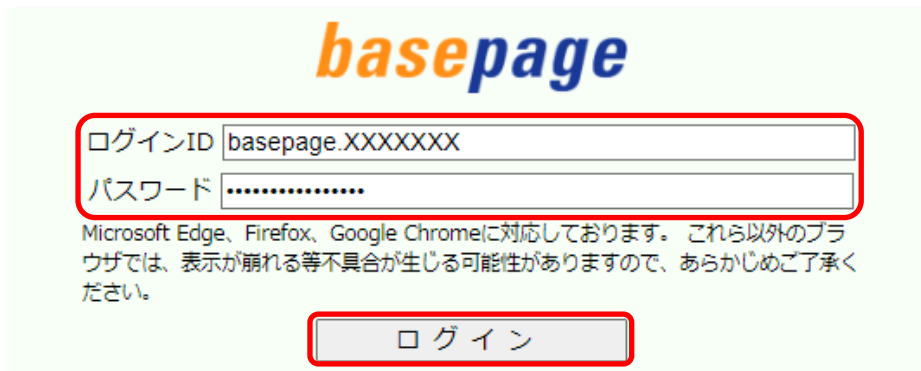 basepage
ログインID basepage.XXXXXXX
パスワード ••••••••••••••••
Microsoft Edge、Firefox、Google Chromeに対応しております。 これら以外のブラ
ウザでは、表示が崩れる等不具合が生じる可能性がありますので、あらかじめご了承く
ださい。
ログイン